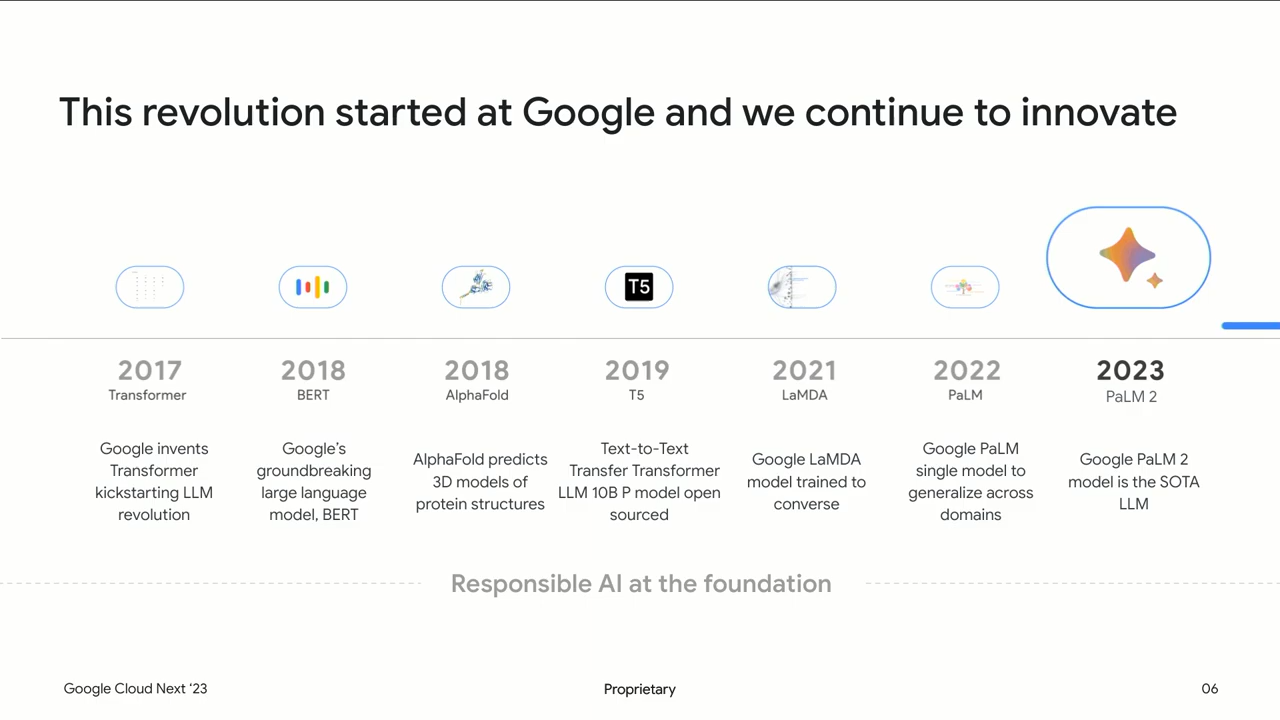 This revolution started at Google and we continue to innovate
T5
2017
Transformer
Google invents
Transformer
kickstarting LLM
revolution
2018
BERT
Google’s
groundbreaking
large language
model, BERT
2018
AlphaFold
AlphaFold predicts
3D models of
protein structures
2019
T5
Text-to-Text
Transfer Transformer
LLM 10B P model open
sourced
2021
LaMDA
Google LaMDA
model trained to
converse
2022
PaLM
Google PaLM
single model to
generalize across
domains
2023
PaLM 2
Google PaLM 2
model is the SOTA
LLM
Responsible AI at the foundation
Google Cloud Next ‘23
Proprietary
06